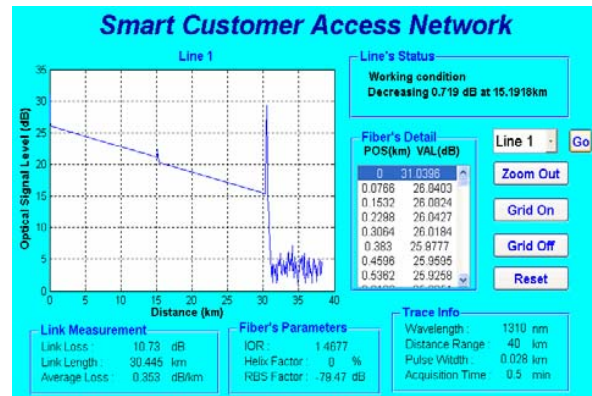 Smart Customer Access Network
Line 1
Optical Signal Level (dB)
35
30
25
20
15
10
5
0
0 5 10 15 20 25 30 35 40
Distance (km)
Line's Status
Working condition
Decreasing 0.719 dB at 15.1918km
Fiber's Detail
POS(km) VAL(dB)
0 31.0396
0.0766 26.8403
0.1532 26.0824
0.2298 26.0427
0.3064 26.0184
0.383 25.9777
0.4596 25.9595
0.5362 25.9258
Line 1
Go
Zoom Out
Grid On
Grid Off
Reset
Link Measurement
Link Loss : 10.73 dB
Link Length : 30.445 km
Average Loss : 0.353 dB/km
Fiber's Parameters
IOR : 1.4677
Helix Factor : 0 %
RBS Factor : -79.47 dB
Trace Info
Wavelength : 1310 nm
Distance Range : 40 km
Pulse Witdth : 0.028 km
Acquisition Time : 0.5 min